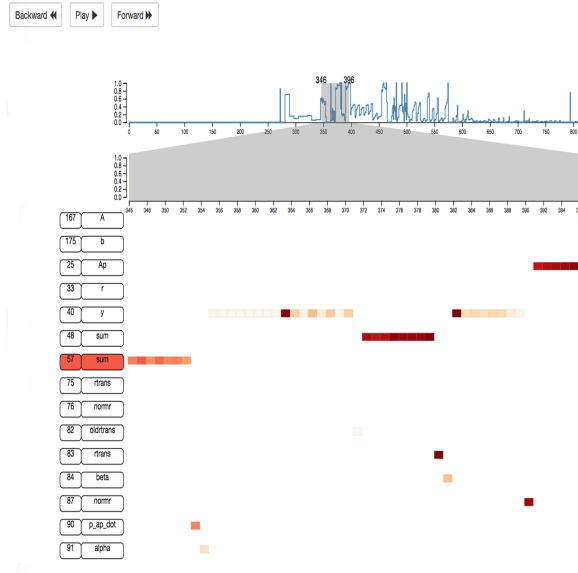 Backward Play Forward
346 396
1.0
0.8
0.6
0.4
0.2
0.0
0 50 100 150 200 250 300 350 400 450 500 550 600 650 700 750 800
1.0
0.8
0.6
0.4
0.2
0.0
346 348 350 352 354 356 358 360 362 364 366 368 370 372 374 376 378 380 382 384 386 388 390 392 394
167 A
175 b
25 Ap
33 r
40 y
48 sum
57 sum
75 rtrans
76 normr
82 oldrtrans
83 rtrans
84 beta
87 normr
90 p_ap_dot
91 alpha